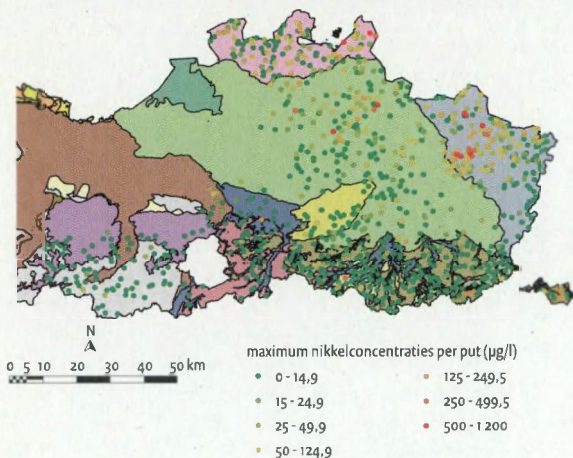 N
0 5 10 20 30 40 50 km
maximum nikkelconcentraties per put (µg/l)
0 - 14,9
15 - 24,9
25 - 49,9
50 - 124,9
125 - 249,5
250 - 499,5
500 - 1 200